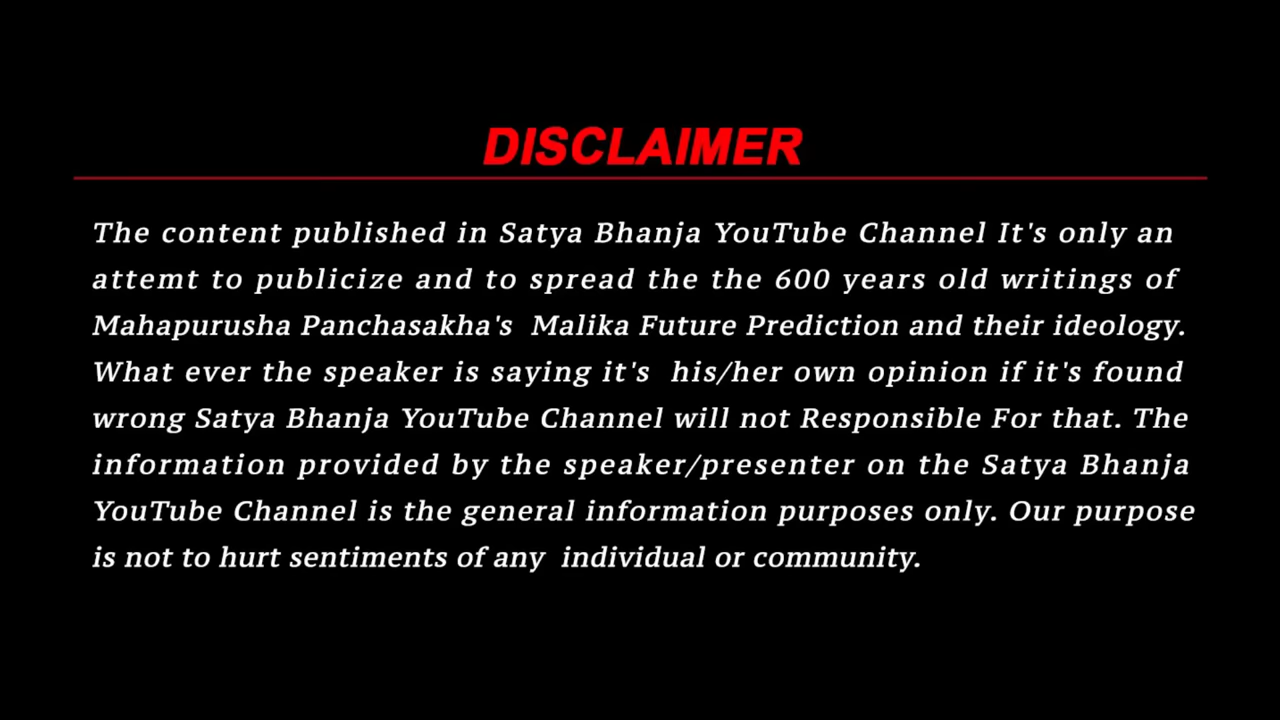 DISCLAIMER
The content published in Satya Bhanja YouTube Channel It's only an
attemt to publicize and to spread the the 600 years old writings of
Mahapurusha Panchasakha's Malika Future Prediction and their ideology.
What ever the speaker is saying it's his/her own opinion if it's found
wrong Satya Bhanja YouTube Channel will not Responsible For that. The
information provided by the speaker/presenter on the Satya Bhanja
YouTube Channel is the general information purposes only. Our purpose
is not to hurt sentiments of any individual or community.